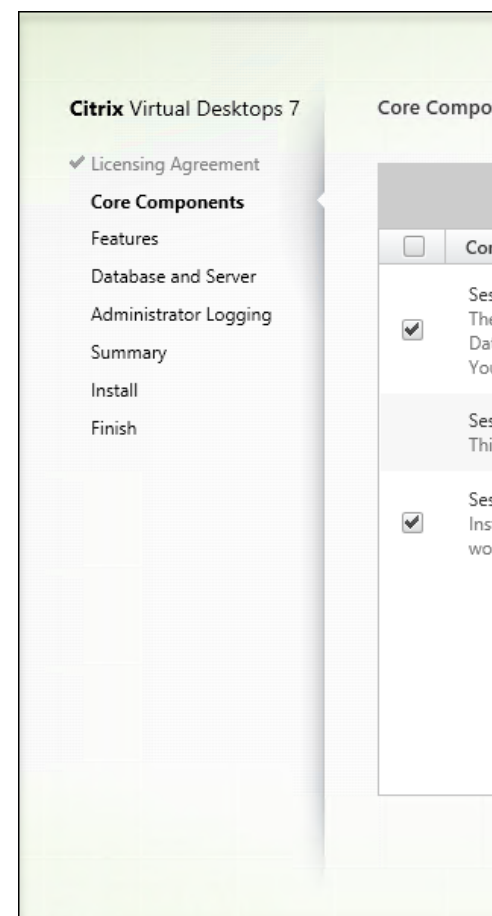 Citrix Virtual Desktops 7
Licensing Agreement
Core Components
Features
Database and Server
Administrator Logging
Summary
Install
Finish
Core Compo
Cor
Ses
The
Da
You
Ses
Thi
Ses
Ins
wo